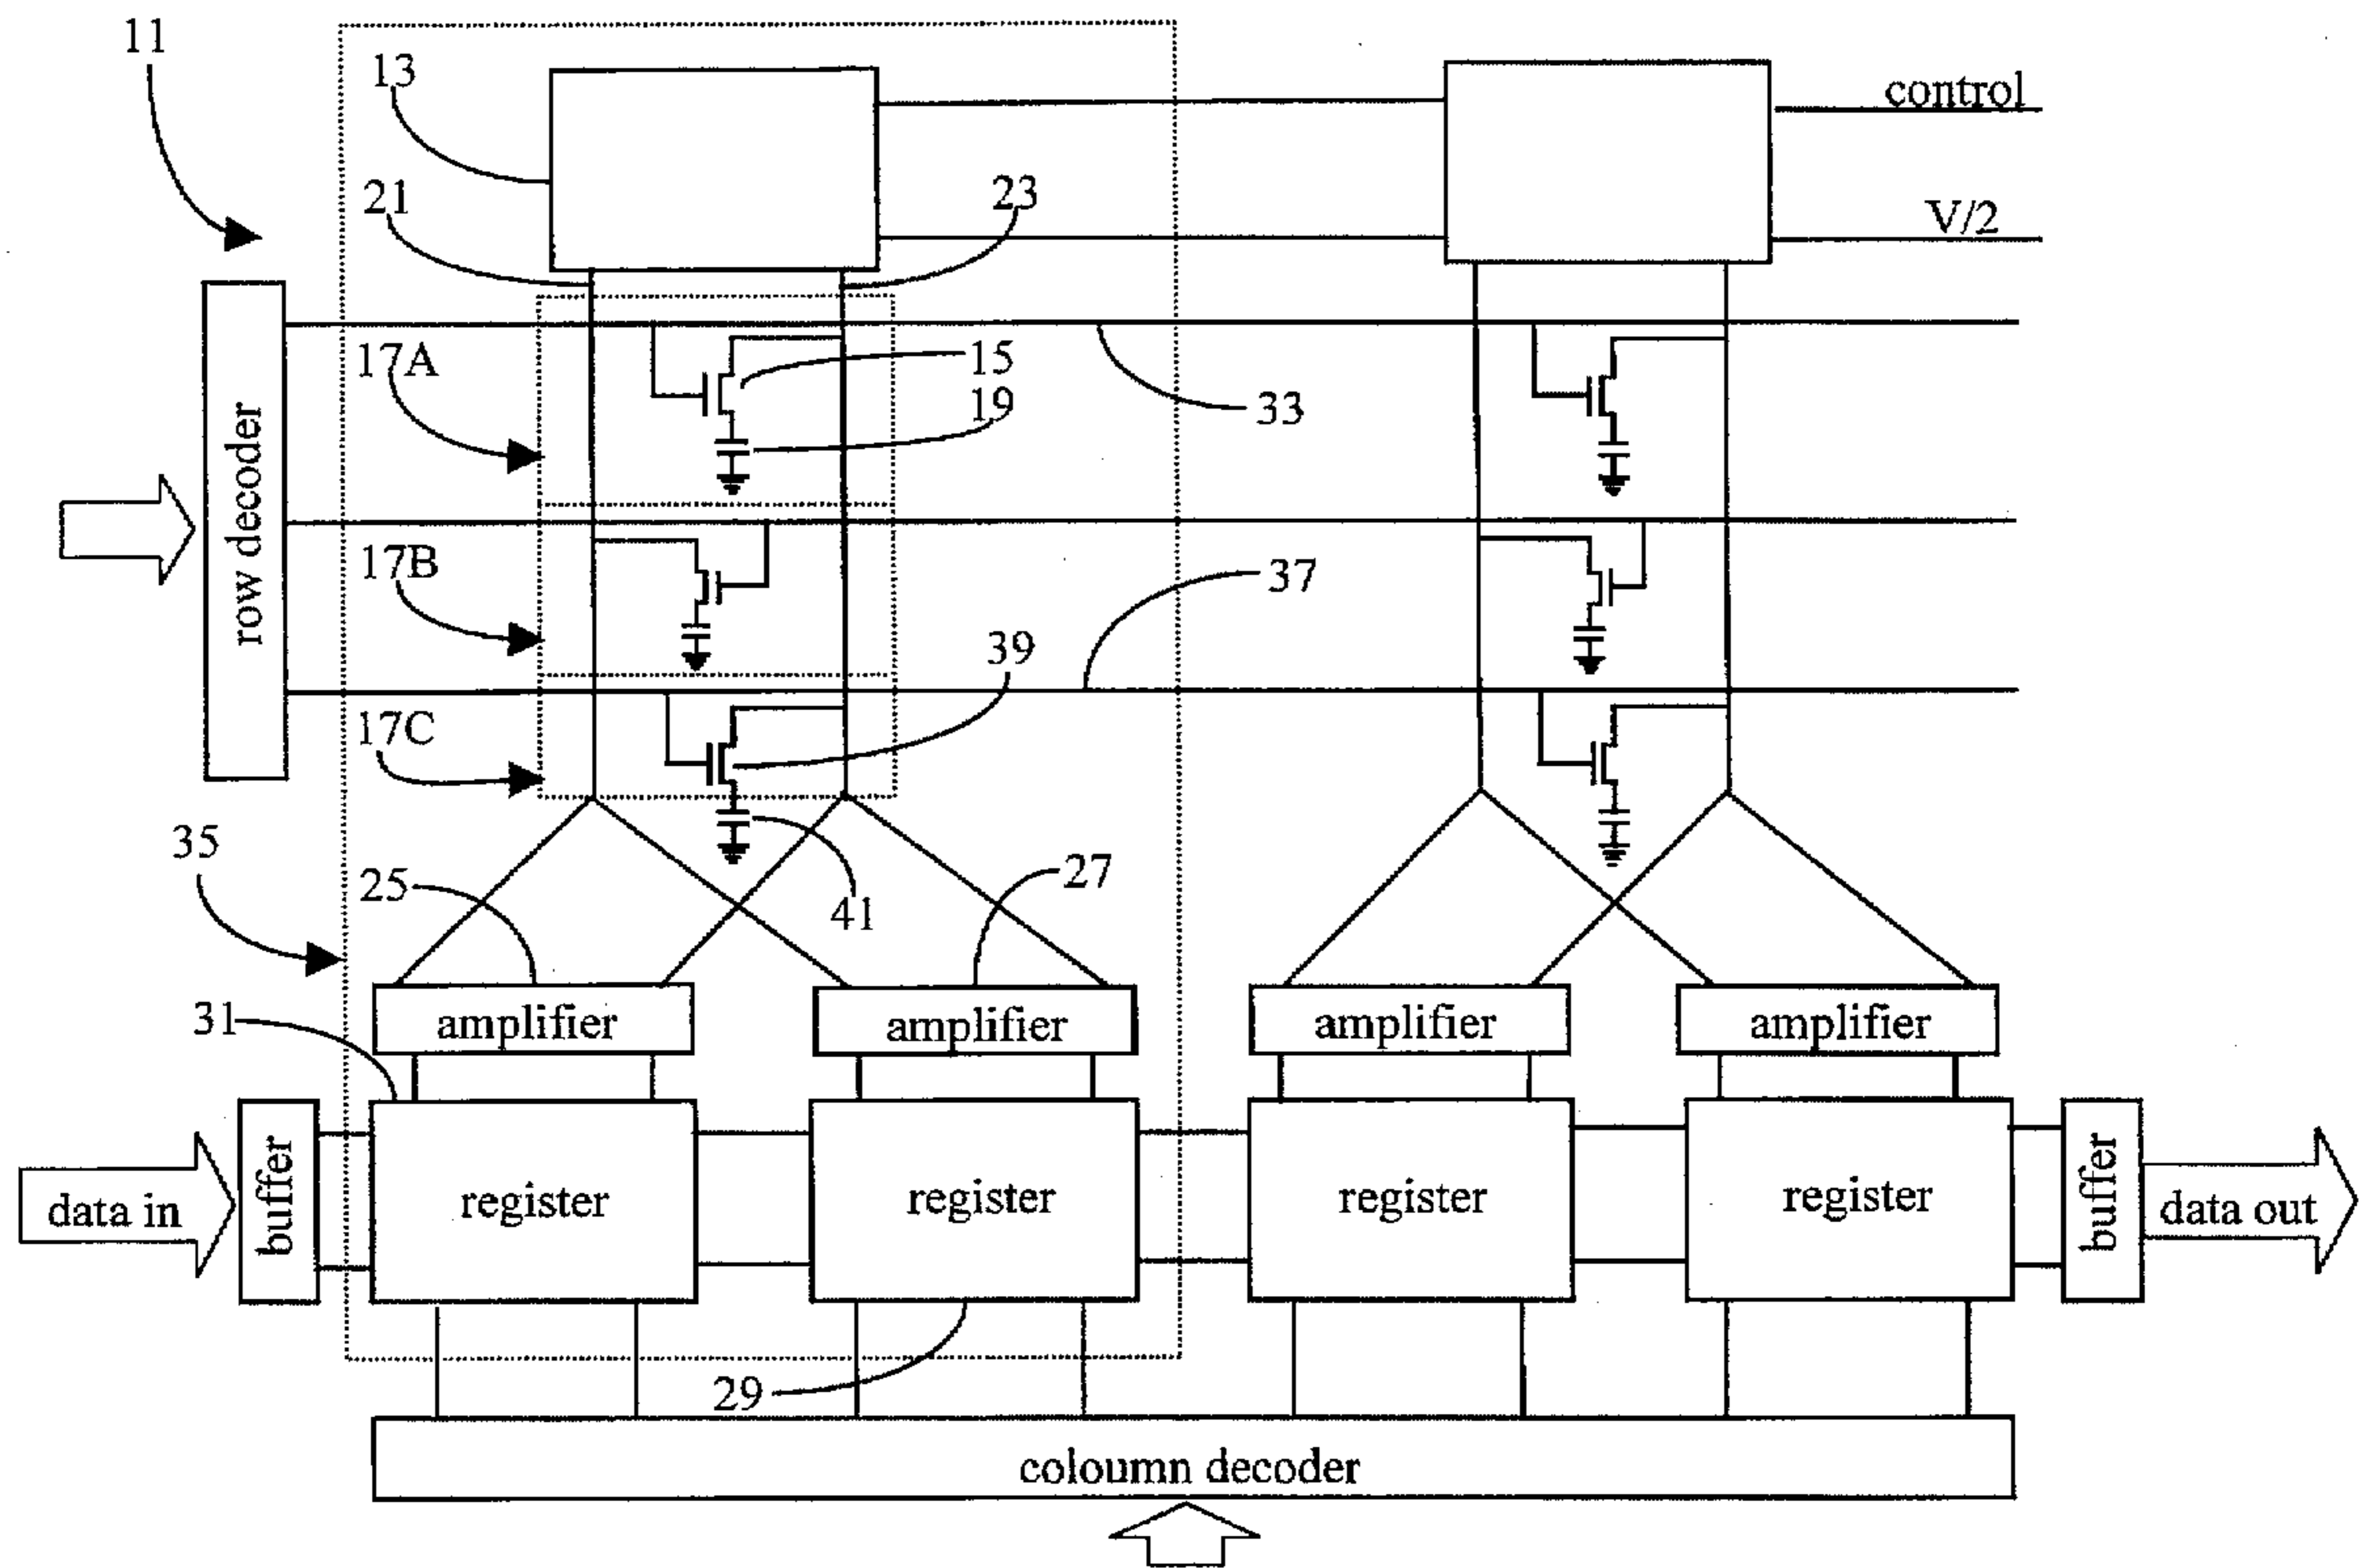 11
13
control
21
23
V/2
17A
15
19
33
row decoder
17B
37
39
17C
35
25
41
27
31
amplifier
amplifier
amplifier
amplifier
data in
buffer
register
register
register
register
buffer
data out
29
coloumn decoder